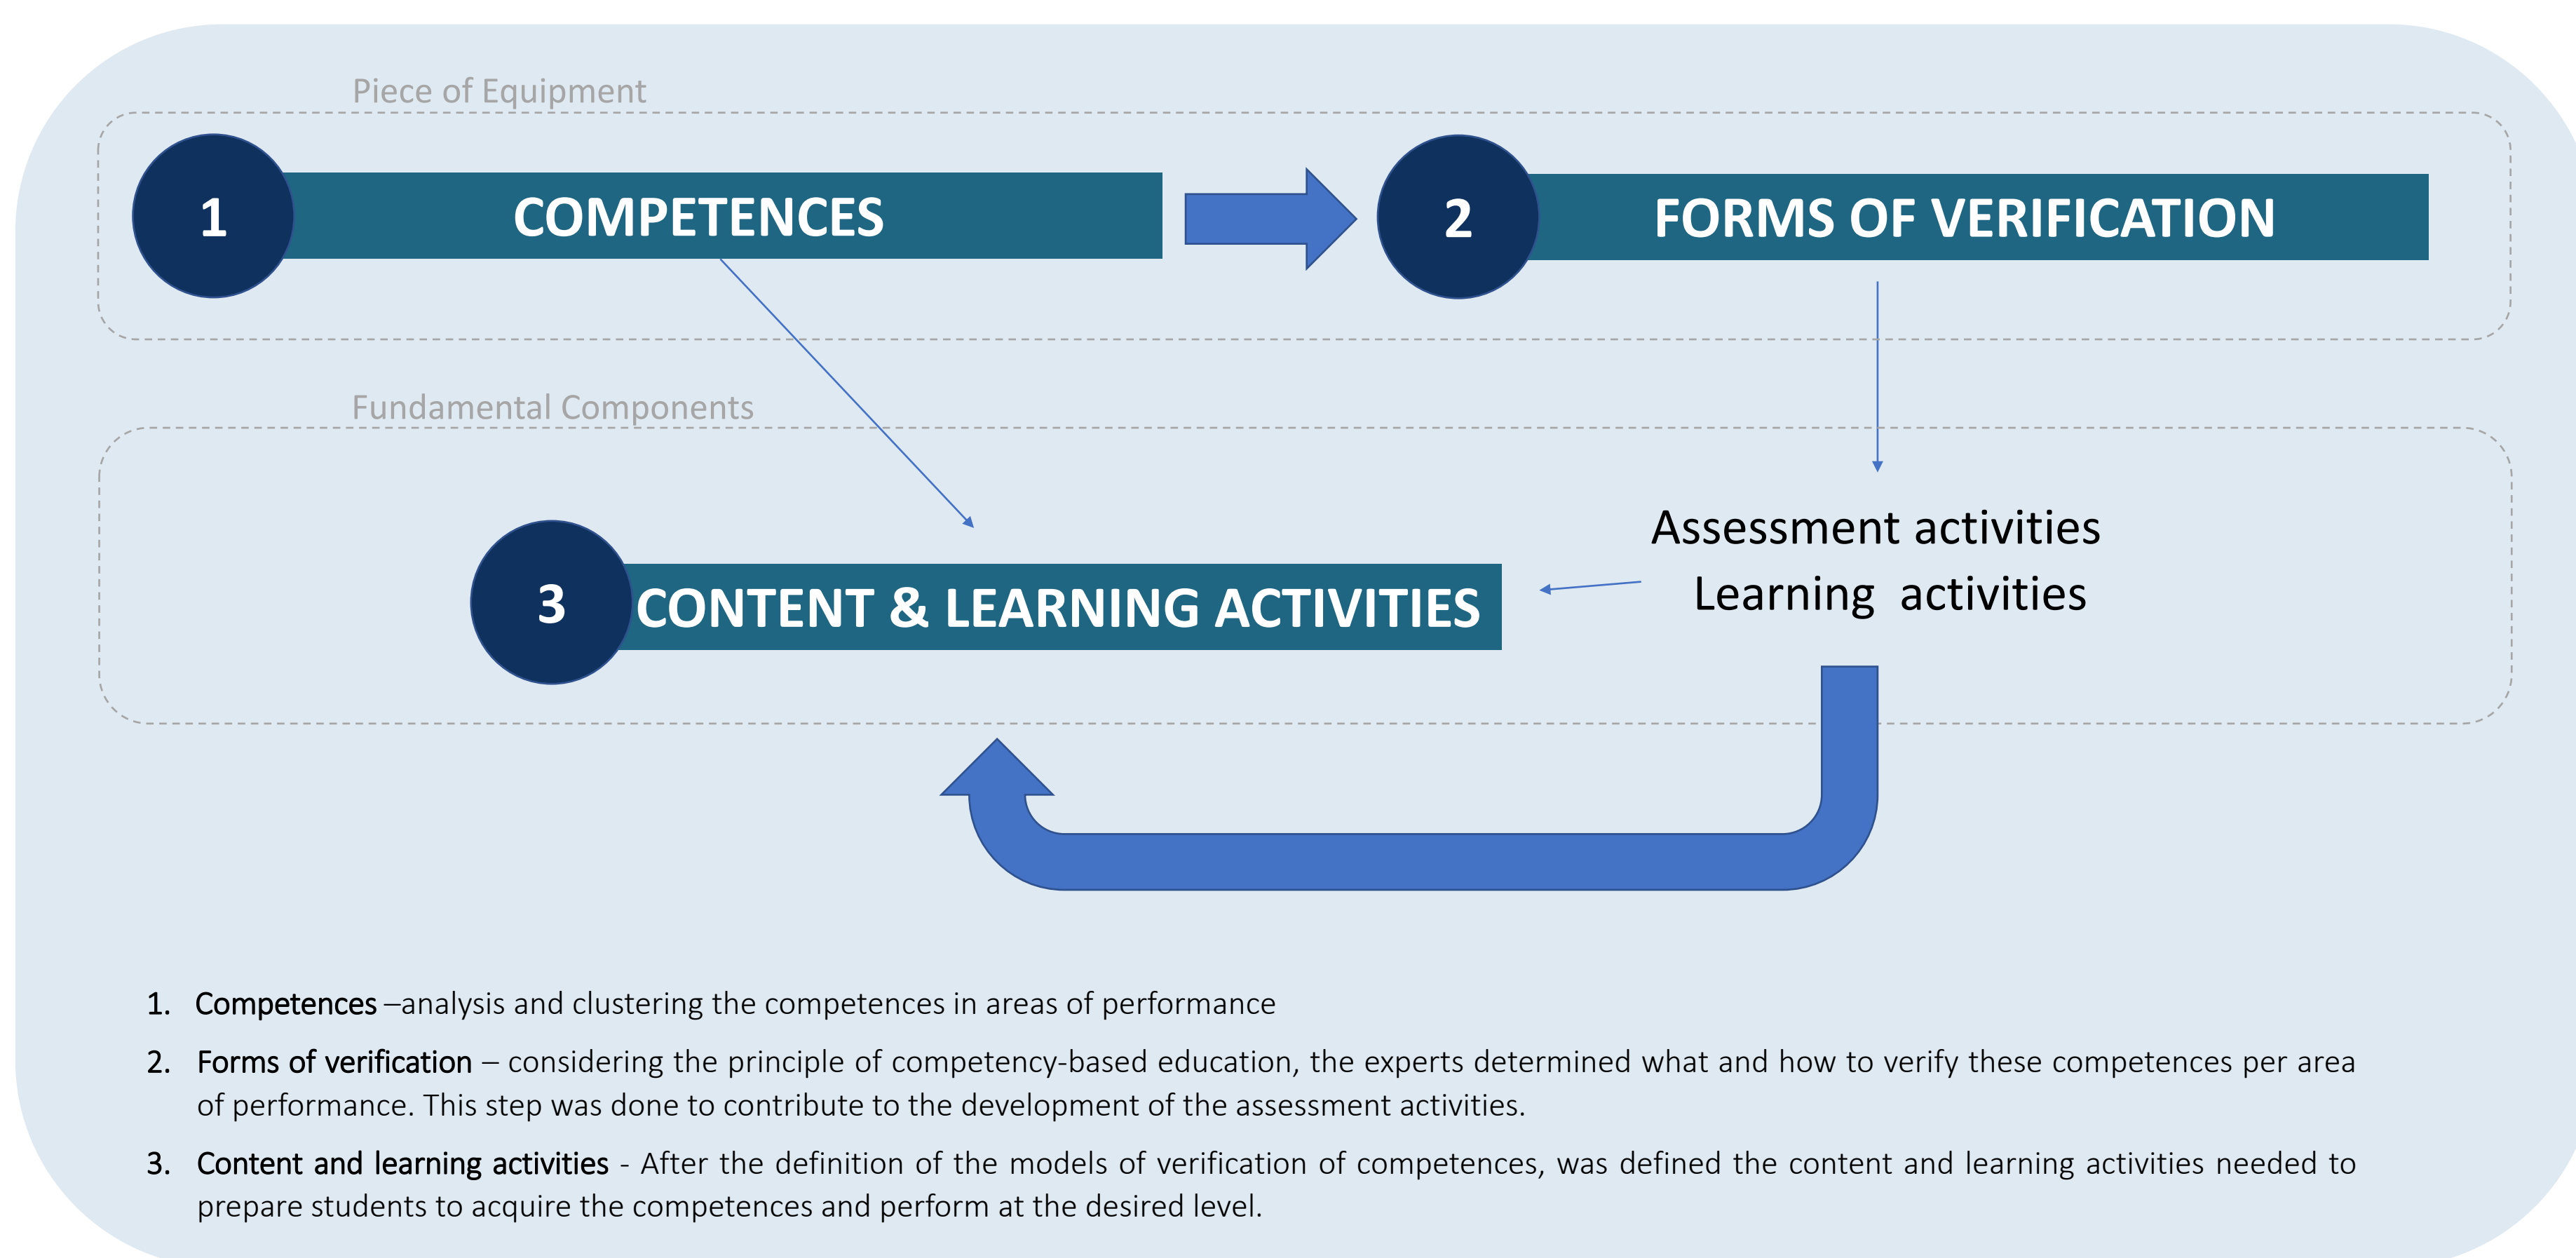 Piece of Equipment
1
COMPETENCES
2
FORMS OF VERIFICATION
Fundamental Components
3
CONTENT & LEARNING ACTIVITIES
Assessment activities
Learning activities
1. Competences –analysis and clustering the competences in areas of performance
2. Forms of verification – considering the principle of competency-based education, the experts determined what and how to verify these competences per area
of performance. This step was done to contribute to the development of the assessment activities.
3. Content and learning activities - After the definition of the models of verification of competences, was defined the content and learning activities needed to
prepare students to acquire the competences and perform at the desired level.